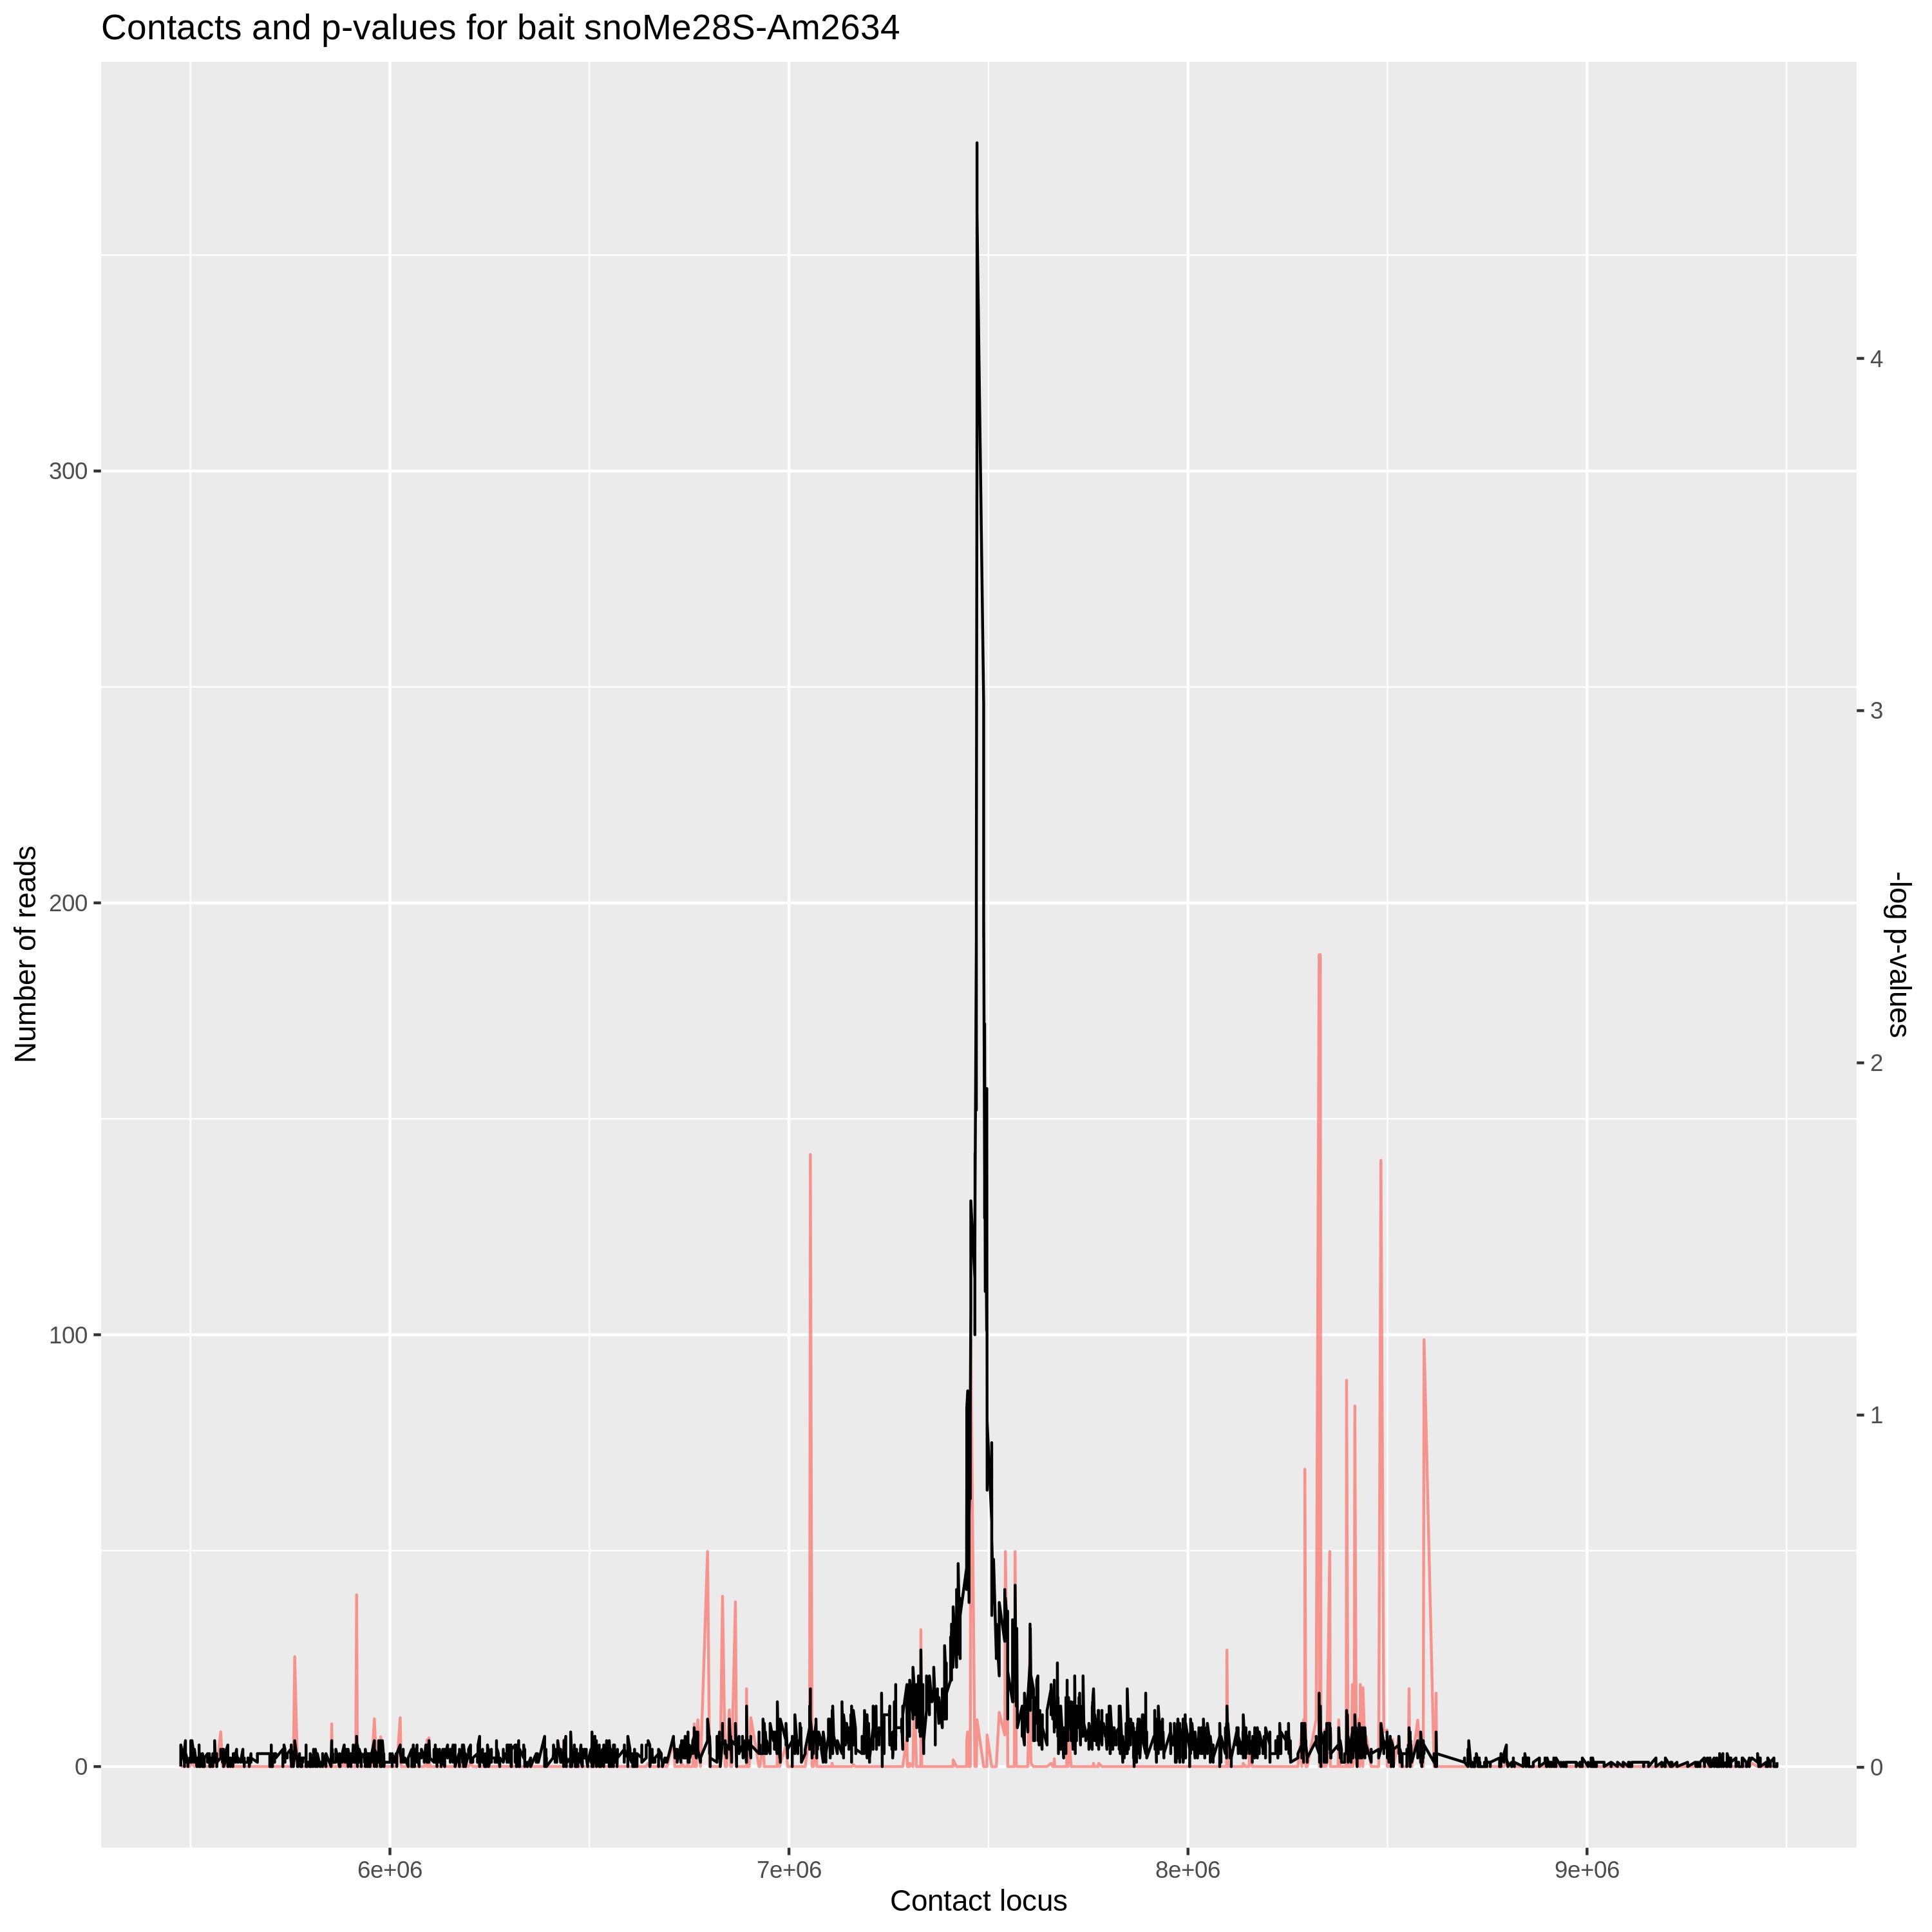 Contacts and p-values for bait snoMe28S-Am2634
300
200
100
0
Number of reads
4
3
2
1
0
-log p-values
6e+06
7e+06
8e+06
9e+06
Contact locus